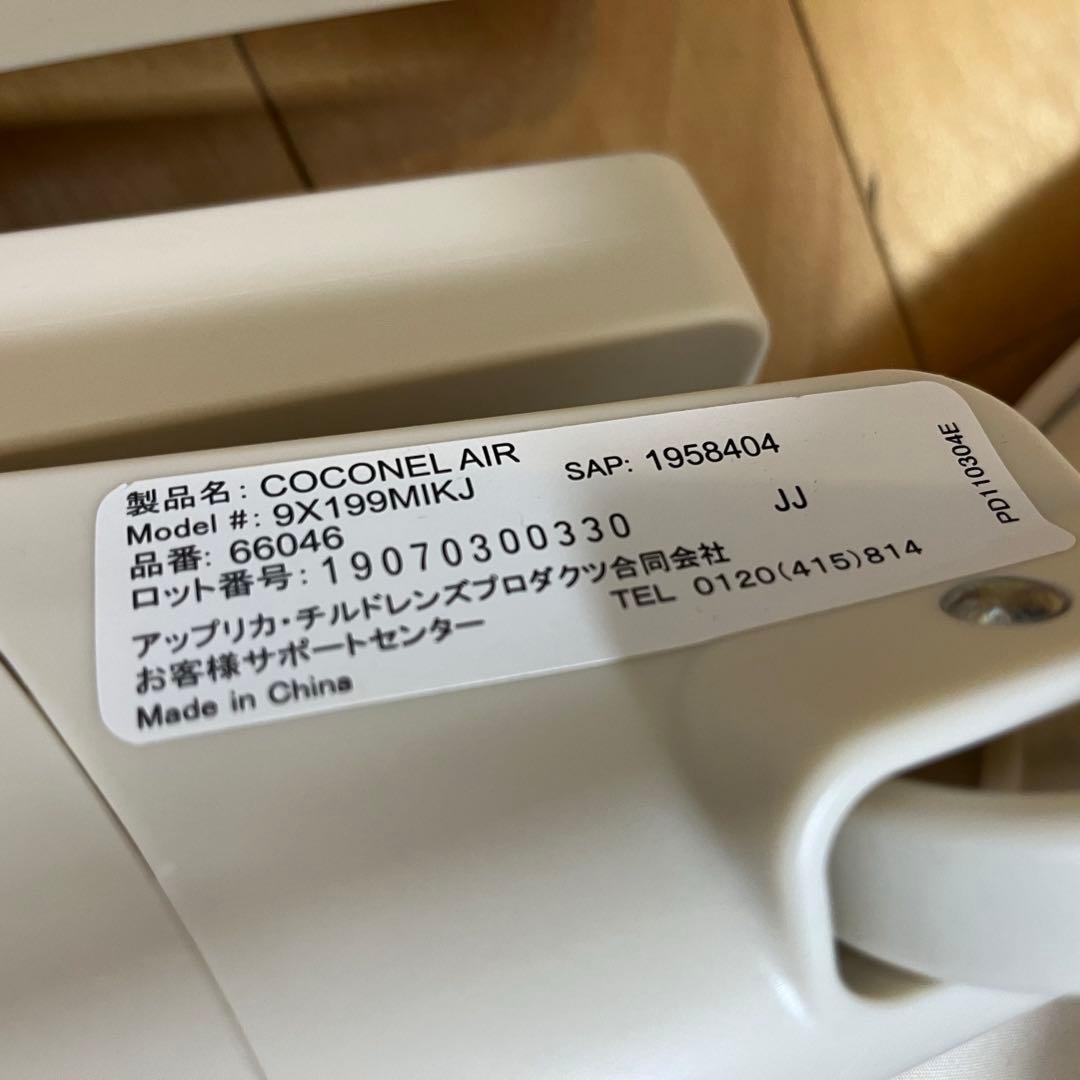 製品名: COCONEL AIR SAP: 1958404
Model #: 9X199MIKJ
品番: 66046 JJ
ロット番号: 19070300330
アップリカ・チルドレンズプロダクツ合同会社
お客様サポートセンター TEL 0120(415)814
Made in China
PD110304E